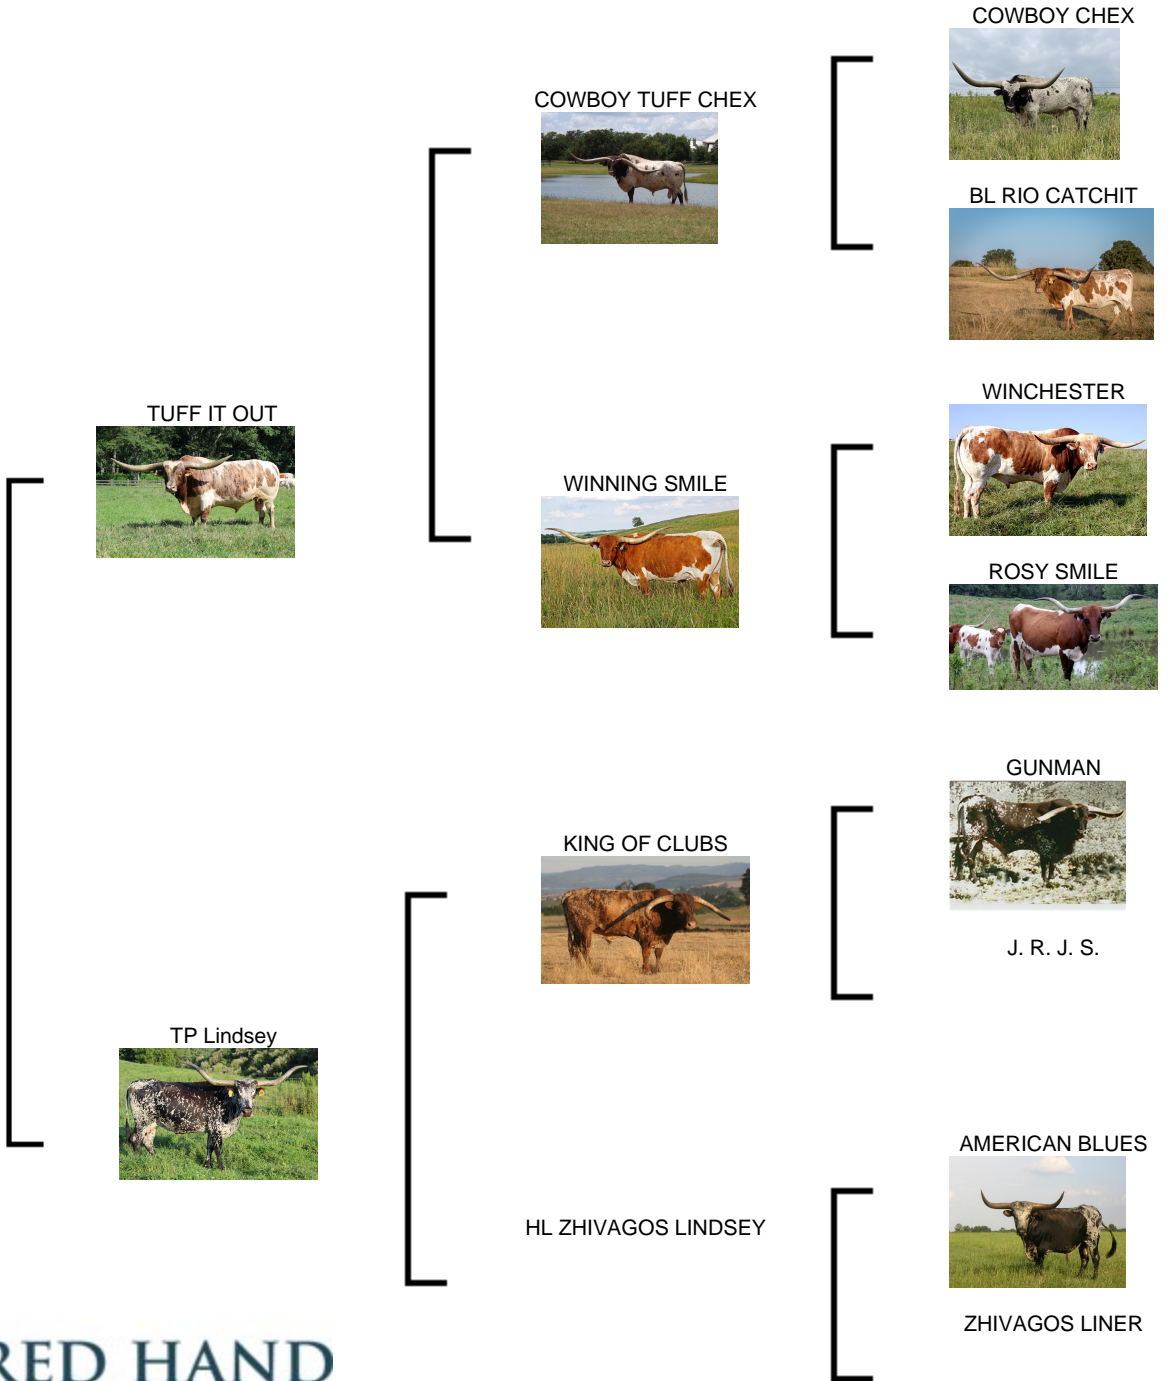 COWBOY CHEX
COWBOY TUFF CHEX
BL RIO CATCHIT
TUFF IT OUT
WINCHESTER
WINNING SMILE
ROSY SMILE
GUNMAN
KING OF CLUBS
J. R. J. S.
TP Lindsey
AMERICAN BLUES
HL ZHIVAGOS LINDSEY
ZHIVAGOS LINER
RED HAND